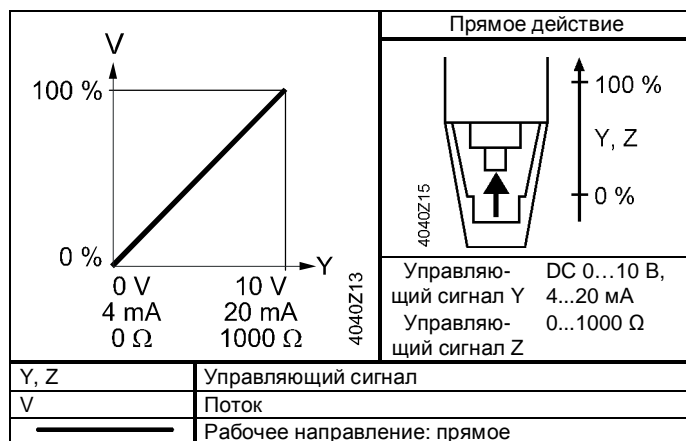 V
100 %
0 %
Y
0 V
10 V
4 mA
20 mA
0 Ω
1000 Ω
4040Z13
Прямое действие
100 %
Y, Z
0 %
4040Z15
Управляю-
щий сигнал Y
DC 0...10 В,
4...20 мА
Управляю-
щий сигнал Z
0...1000 Ω
Y, Z Управляющий сигнал
V Поток
Рабочее направление: прямое